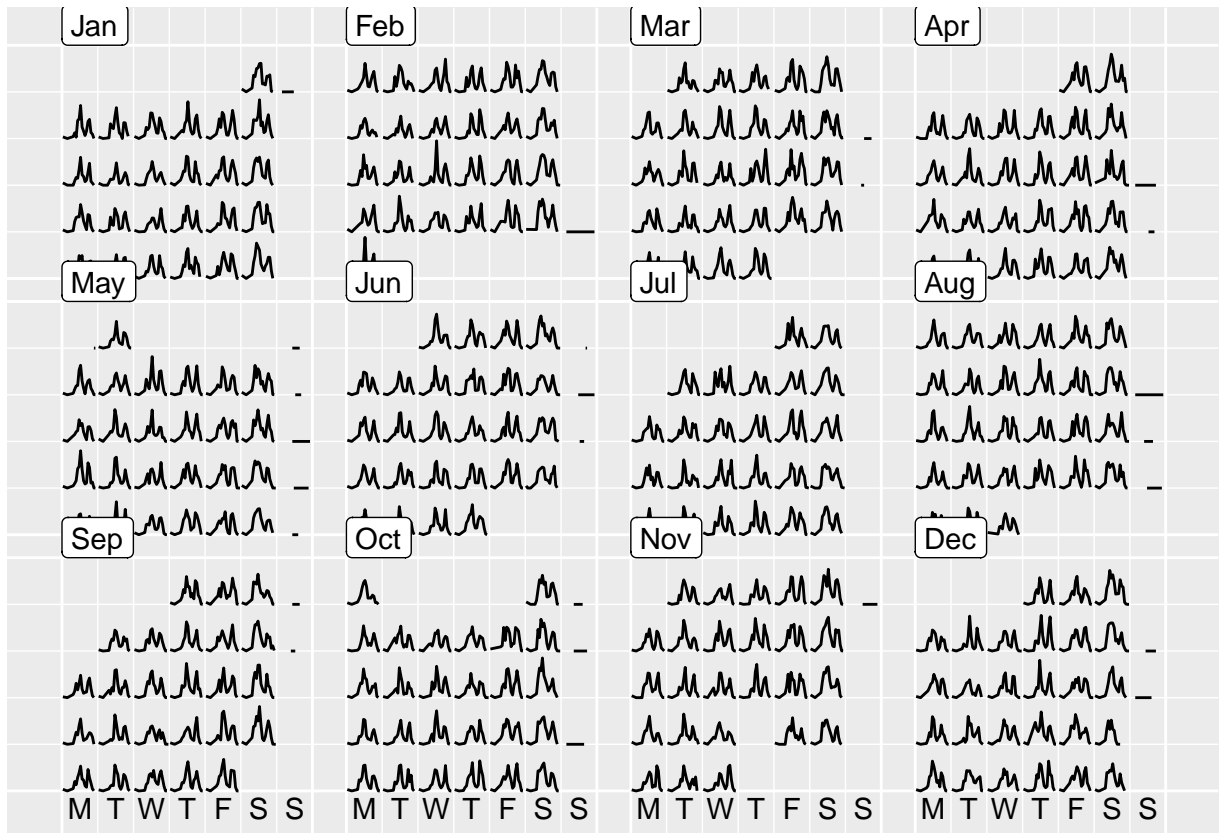 Jan Feb Mar Apr
May Jun Jul Aug
Sep Oct Nov Dec
M T W T F S S M T W T F S S M T W T F S S M T W T F S S